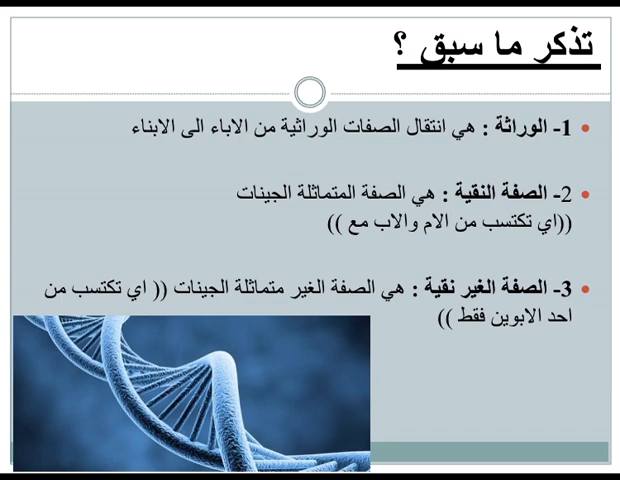 تذكر ما سبق ؟
1- الوراثة : هي انتقال الصفات الوراثية من الاباء الى الابناء
2- الصفة النقية : هي الصفة المتماثلة الجينات
((اي تكتسب من الام والاب مع ))
3- الصفة الغير نقية : هي الصفة الغير متماثلة الجينات (( اي تكتسب من
احد الابوين فقط ))